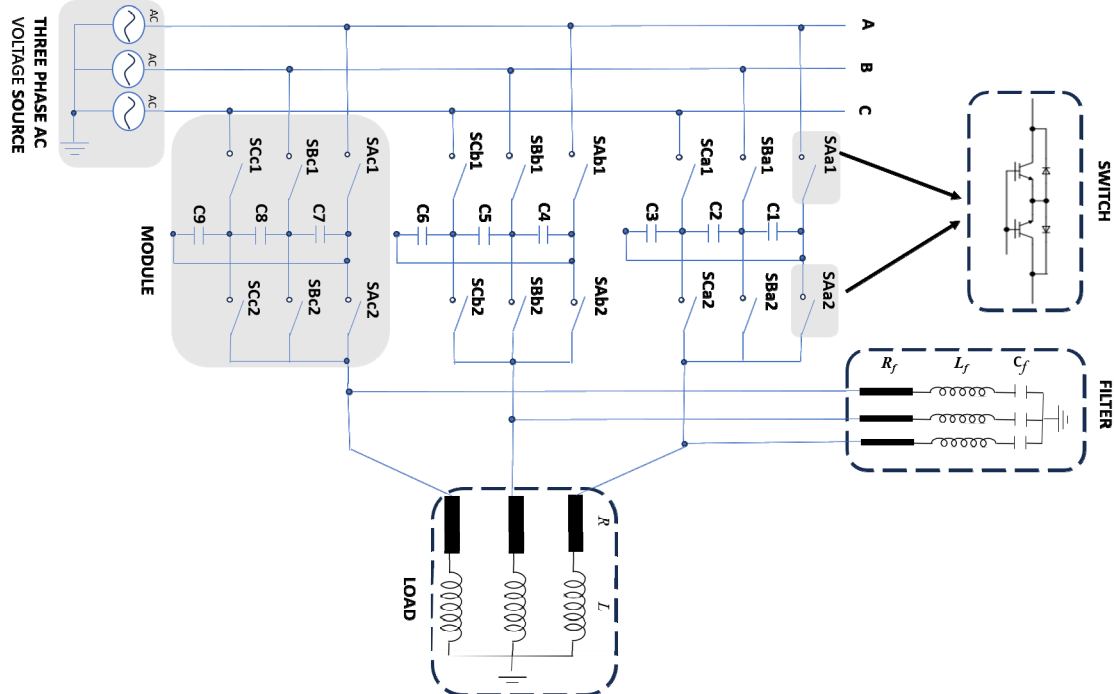 THREE PHASE AC
VOLTAGE SOURCE
AC
AC
AC
A
B
C
SWITCH
SCc1
SBc1
SAc1
SCb1
SBb1
SAb1
SCa1
SBa1
SAa1
C9
C8
C7
C6
C5
C4
C3
C2
C1
MODULE
SCc2
SBc2
SAc2
SCb2
SBb2
SAb2
SCa2
SBa2
SAa2
FILTER
Rf
Lf
Cf
R
L
LOAD